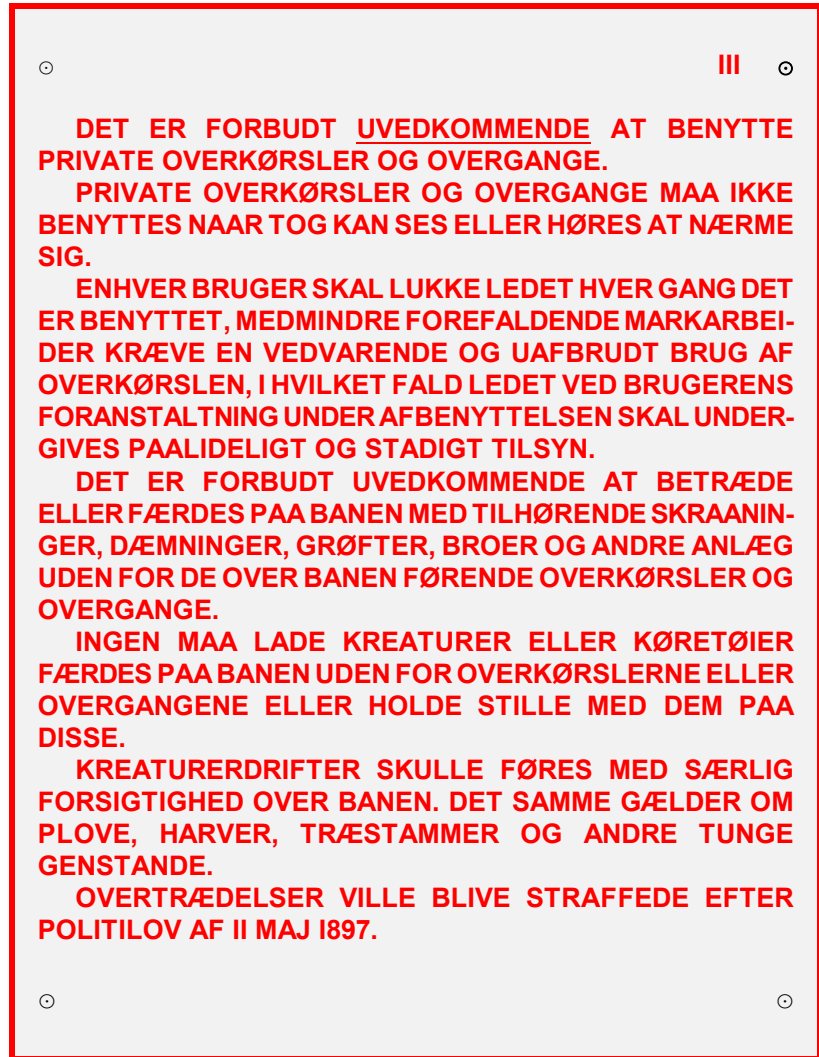 III
DET ER FORBUDT UVEDKOMMENDE AT BENYTTE
PRIVATE OVERKØRSLER OG OVERGANGE.
PRIVATE OVERKØRSLER OG OVERGANGE MAA IKKE
BENYTTES NAAR TOG KAN SES ELLER HØRES AT NÆRME
SIG.
ENHVER BRUGER SKAL LUKKE LEDET HVER GANG DET
ER BENYTTET, MEDMINDRE FOREFALDENDE MARKARBEI-
DER KRÆVE EN VEDVARENDE OG UAFBRUDT BRUG AF
OVERKØRSLEN, I HVILKET FALD LEDET VED BRUGERENS
FORANSTALTNING UNDER AFBENYTTELSEN SKAL UNDER-
GIVES PAALIDELIGT OG STADIGT TILSYN.
DET ER FORBUDT UVEDKOMMENDE AT BETRÆDE
ELLER FÆRDES PAA BANEN MED TILHØRENDE SKRAANIN-
GER, DÆMNINGER, GRØFTER, BROER OG ANDRE ANLÆG
UDEN FOR DE OVER BANEN FØRENDE OVERKØRSLER OG
OVERGANGE.
INGEN MAA LADE KREATURER ELLER KØRETØIER
FÆRDES PAA BANEN UDEN FOR OVERKØRSLERNE ELLER
OVERGANGENE ELLER HOLDE STILLE MED DEM PAA
DISSE.
KREATURERDRIFTER SKULLE FØRES MED SÆRLIG
FORSIGTIGHED OVER BANEN. DET SAMME GÆLDER OM
PLOVE, HARVER, TRÆSTAMMER OG ANDRE TUNGE
GENSTANDE.
OVERTRÆDELSER VILLE BLIVE STRAFFEDE EFTER
POLITILOV AF II MAJ I897.